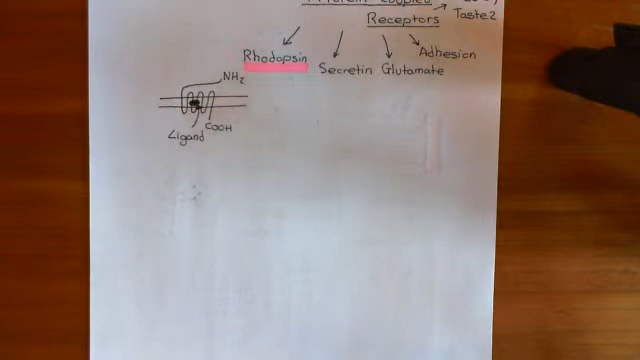 Receptors
Taste2
Rhodopsin
Secretin
Glutamate
Adhesion
NH2
COOH
Ligand